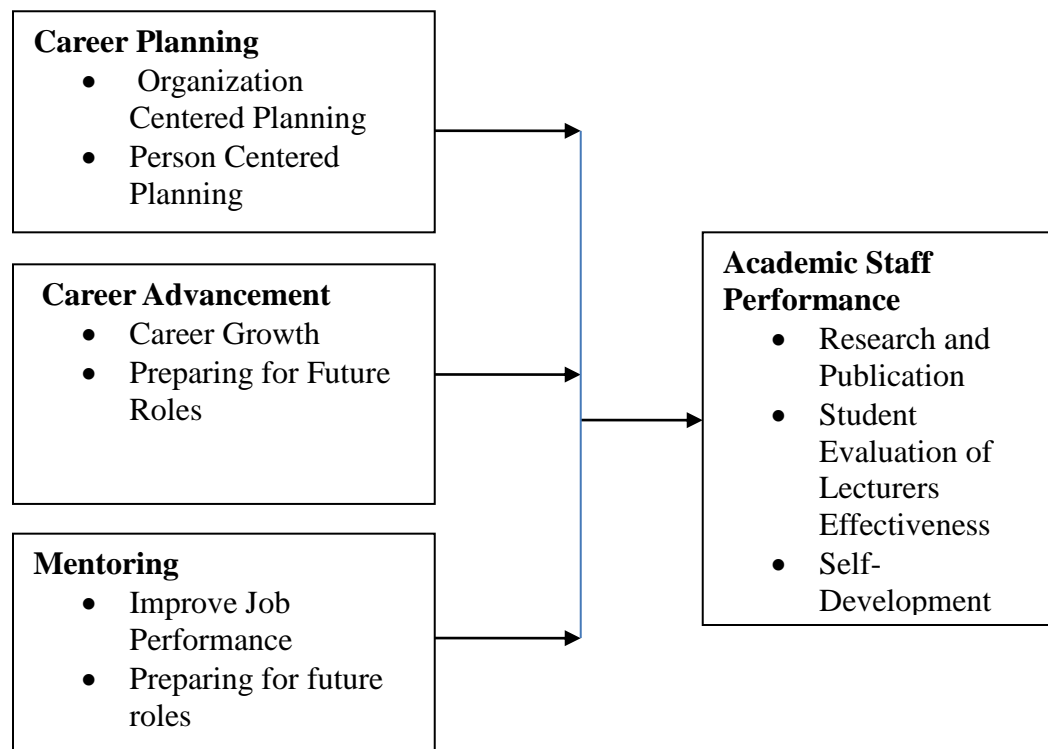 Career Planning
• Organization
Centered Planning
• Person Centered
Planning
Career Advancement
• Career Growth
• Preparing for Future
Roles
Mentoring
• Improve Job
Performance
• Preparing for future
roles
Academic Staff
Performance
• Research and
Publication
• Student
Evaluation of
Lecturers
Effectiveness
• Self-
Development